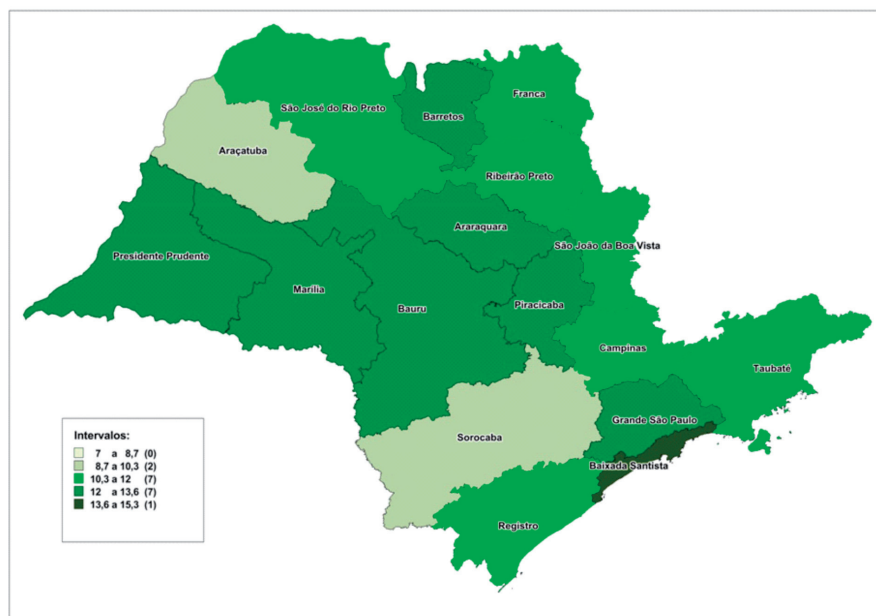 Franca
São José do Rio Preto
Barretos
Araçatuba
Ribeirão Preto
Araraquara
São João da Boa Vista
Presidente Prudente
Marília
Bauru
Piracicaba
Campinas
Taubaté
Grande São Paulo
Sorocaba
Baixada Santista
Registro
Intervalos:
7 a 8,7 (0)
8,7 a 10,3 (2)
10,3 a 12 (7)
12 a 13,6 (7)
13,6 a 15,3 (1)